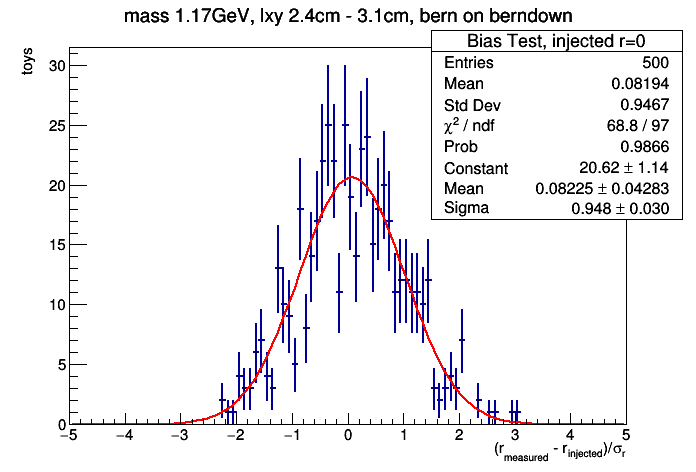 mass 1.17GeV, lxy 2.4cm - 3.1cm, bern on berndown
toys
Bias Test, injected r=0
Entries 500
Mean 0.08194
Std Dev 0.9467
χ² / ndf 68.8 / 97
Prob 0.9866
Constant 20.62 ± 1.14
Mean 0.08225 ± 0.04283
Sigma 0.948 ± 0.030
30
25
20
15
10
5
0
−5 −4 −3 −2 −1 0 1 2 3 4 5
(r_measured - r_injected)/σ_r